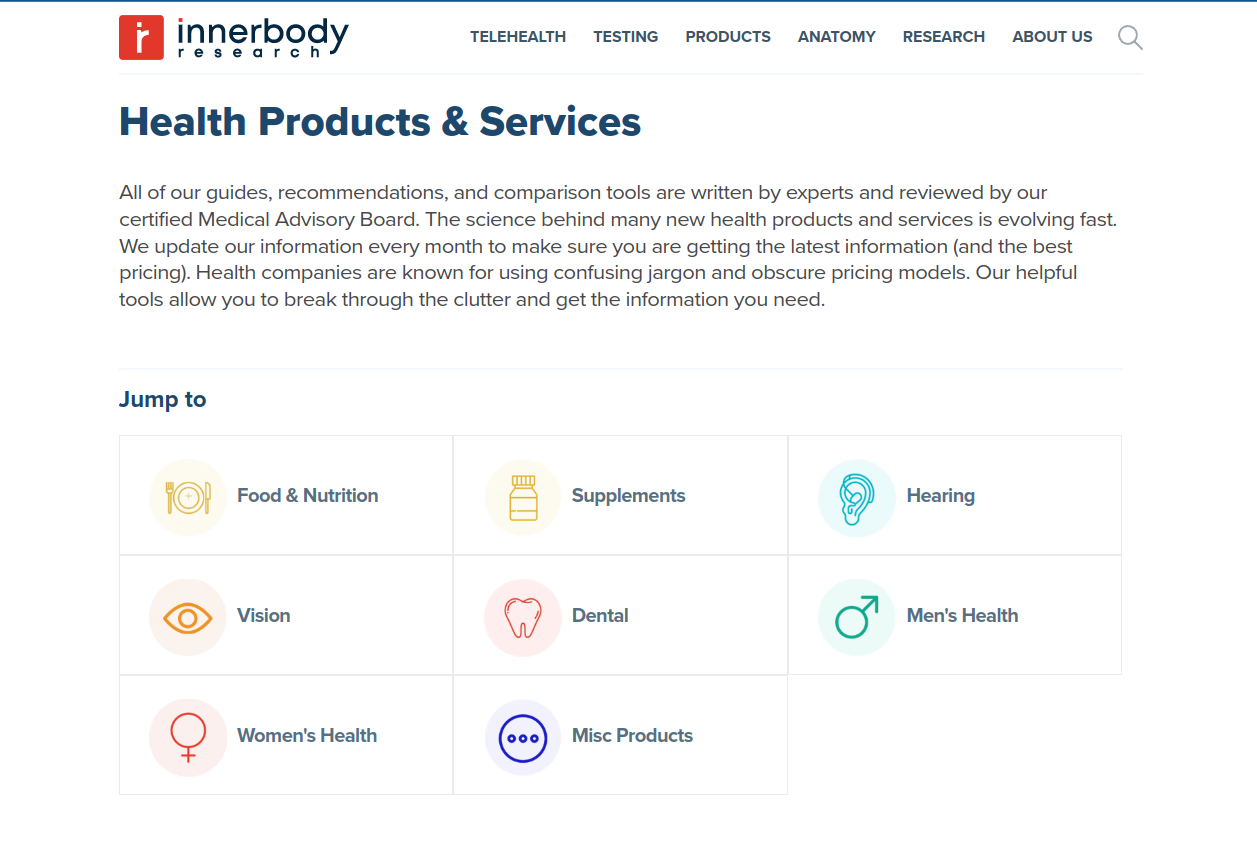 innerbody
research
TELEHEALTH TESTING PRODUCTS ANATOMY RESEARCH ABOUT US
Health Products & Services
All of our guides, recommendations, and comparison tools are written by experts and reviewed by our
certified Medical Advisory Board. The science behind many new health products and services is evolving fast.
We update our information every month to make sure you are getting the latest information (and the best
pricing). Health companies are known for using confusing jargon and obscure pricing models. Our helpful
tools allow you to break through the clutter and get the information you need.
Jump to
Food & Nutrition
Supplements
Hearing
Vision
Dental
Men's Health
Women's Health
Misc Products